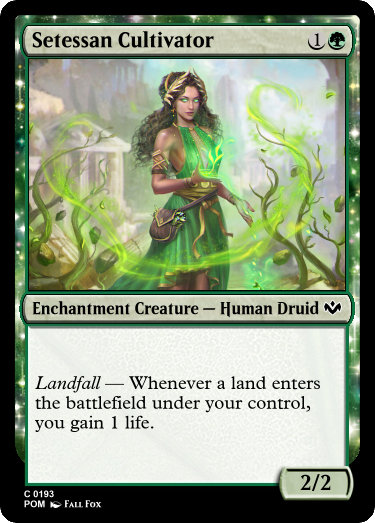 Setessan Cultivator 1
Enchantment Creature — Human Druid
Landfall — Whenever a land enters
the battlefield under your control,
you gain 1 life.
2/2
C 0193
POM Fall Fox